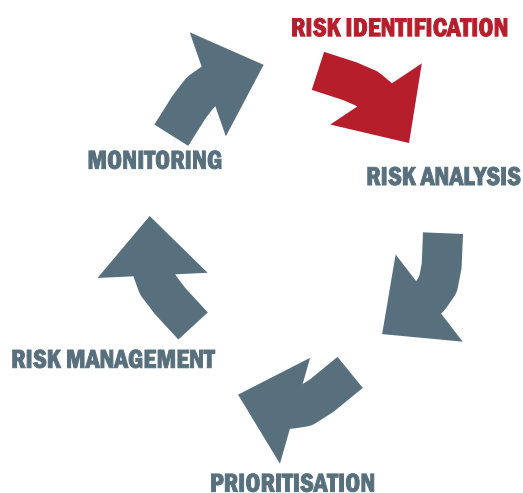 RISK IDENTIFICATION
RISK ANALYSIS
PRIORITISATION
RISK MANAGEMENT
MONITORING